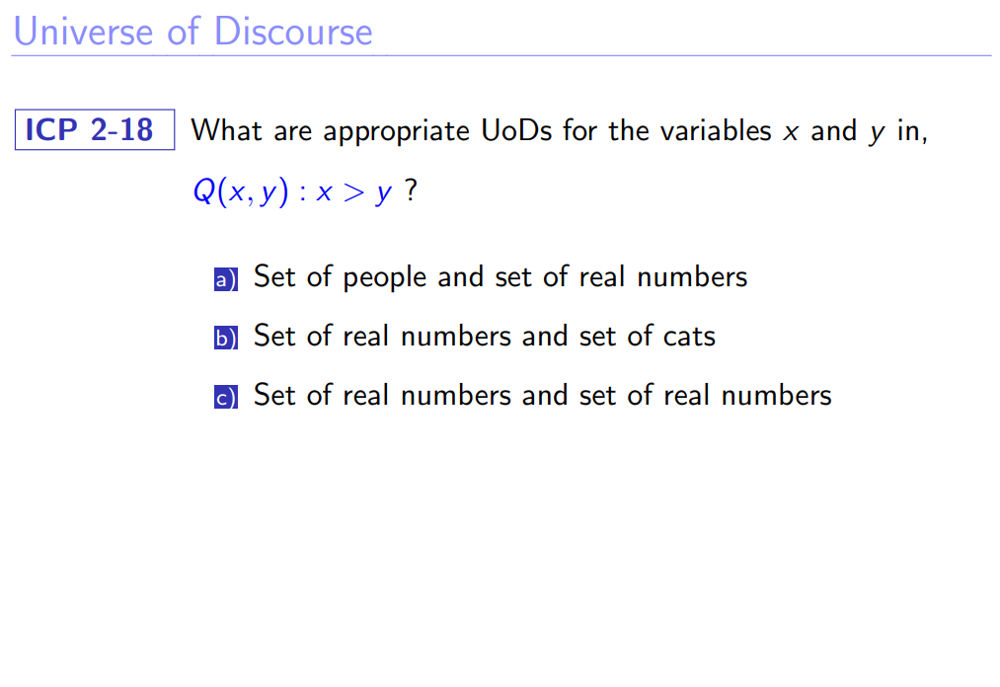 Universe of Discourse
ICP 2-18 What are appropriate UoDs for the variables x and y in,
Q(x, y) : x > y ?
a) Set of people and set of real numbers
b) Set of real numbers and set of cats
c) Set of real numbers and set of real numbers